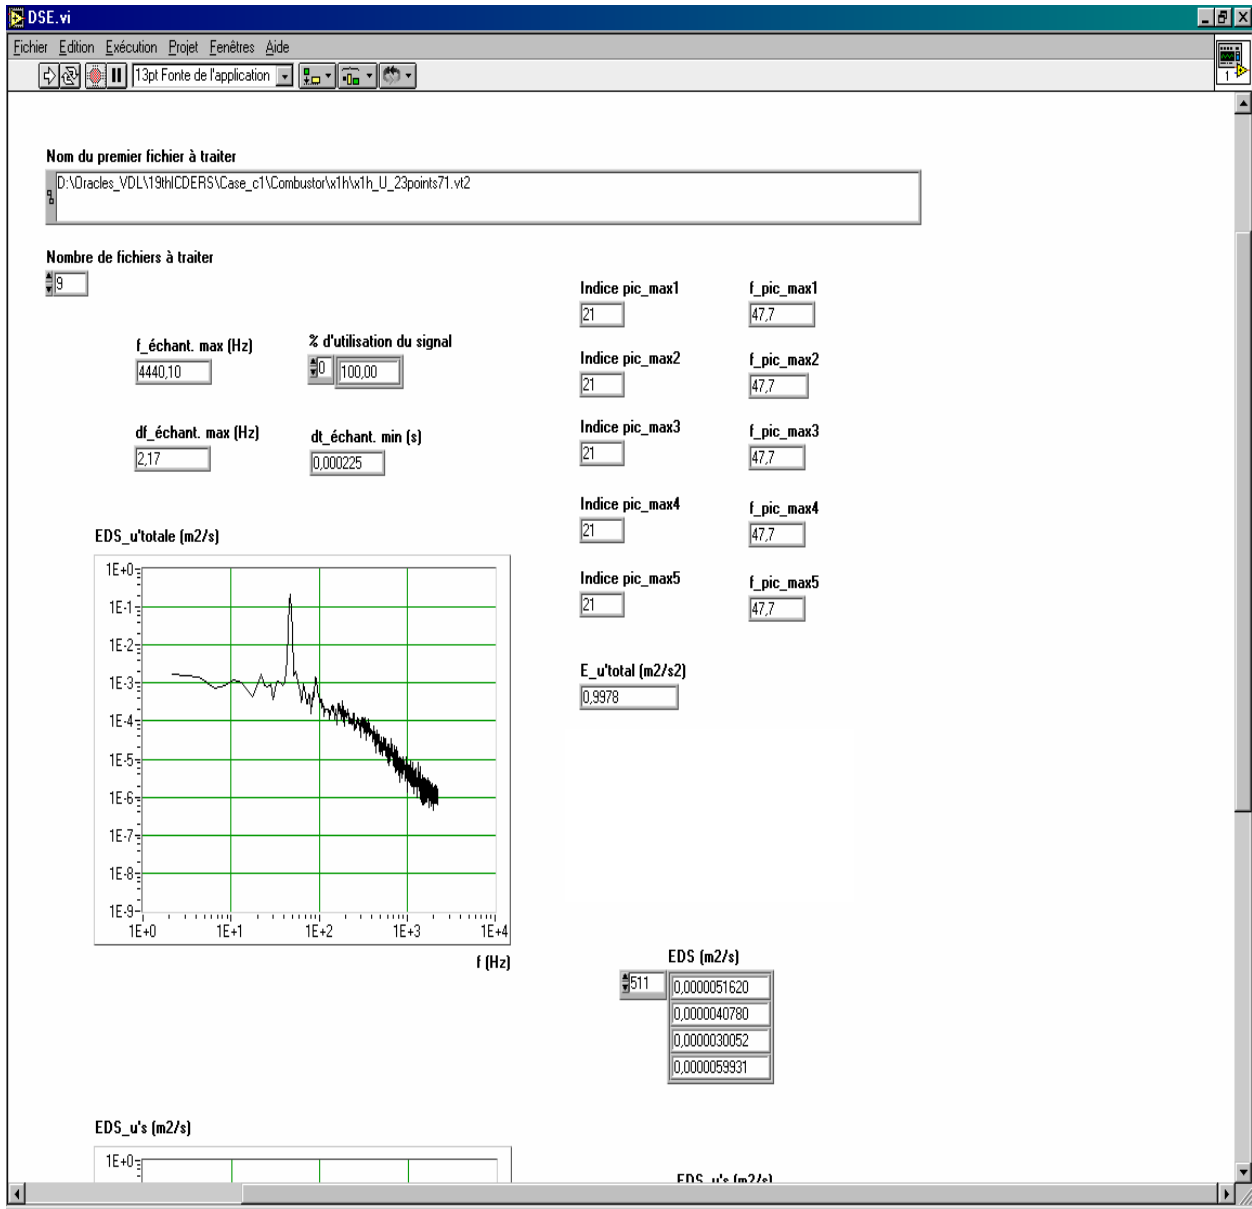 DSE.vi
Fichier Edition Exécution Projet Fenêtres Aide
13pt Fonte de l'application
1
Nom du premier fichier à traiter
D:\Oracles_VDL\19thICDERS\Case_c1\Combustor\x1h\x1h_U_23points71.vt2
Nombre de fichiers à traiter
9
f_échant. max (Hz)
4440,10
% d'utilisation du signal
0 100,00
df_échant. max (Hz)
2,17
dt_échant. min (s)
0,000225
Indice pic_max1 f_pic_max1
21 47,7
Indice pic_max2 f_pic_max2
21 47,7
Indice pic_max3 f_pic_max3
21 47,7
Indice pic_max4 f_pic_max4
21 47,7
Indice pic_max5 f_pic_max5
21 47,7
E_u'total (m2/s2)
0,9978
EDS_u'totale (m2/s)
1E+0
1E-1
1E-2
1E-3
1E-4
1E-5
1E-6
1E-7
1E-8
1E-9
1E+0 1E+1 1E+2 1E+3 1E+4
f (Hz)
EDS (m2/s)
511 0,0000051620
0,0000040780
0,0000030052
0,0000059931
EDS_u's (m2/s)
1E+0
EDS_u's (m2/s)